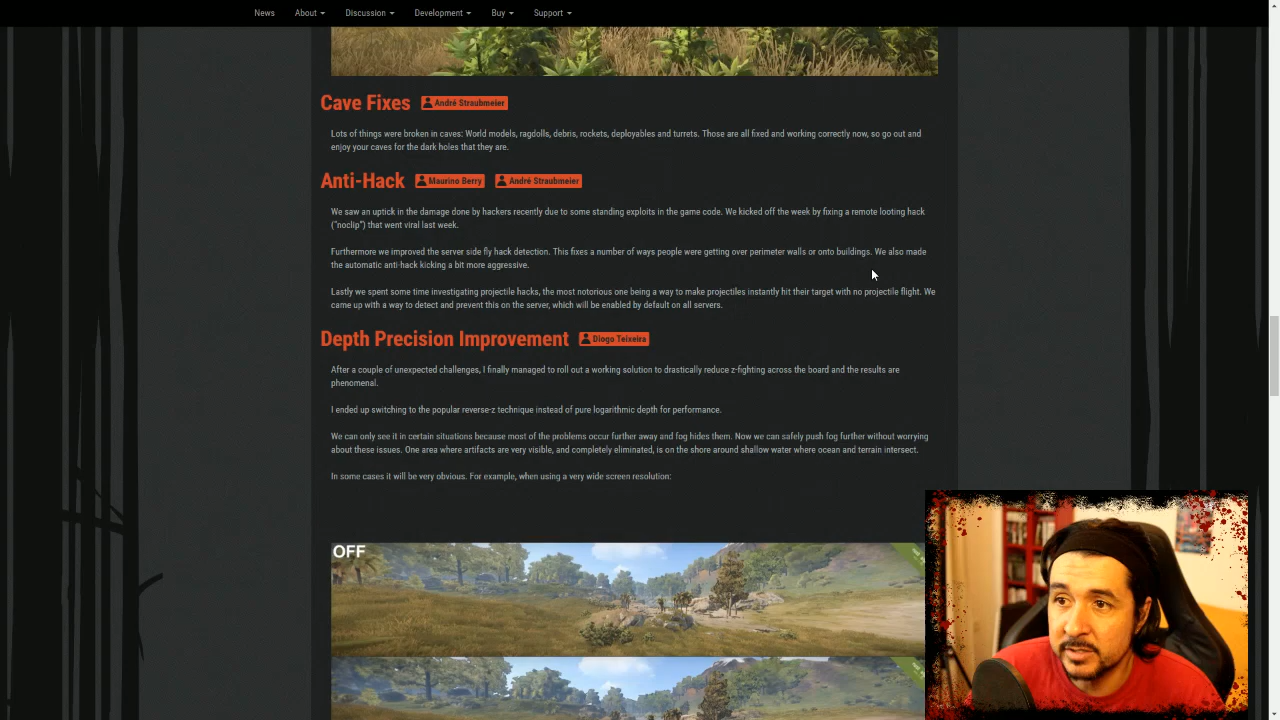 News About Discussion Development Buy Support
Cave Fixes André Straubmeier
Lots of things were broken in caves: World models, ragdolls, debris, rockets, deployables and turrets. Those are all fixed and working correctly now, so go out and
enjoy your caves for the dark holes that they are.
Anti-Hack Maurino Berry André Straubmeier
We saw an uptick in the damage done by hackers recently due to some standing exploits in the game code. We kicked off the week by fixing a remote looting hack
("noclip") that went viral last week.
Furthermore we improved the server side fly hack detection. This fixes a number of ways people were getting over perimeter walls or onto buildings. We also made
the automatic anti-hack kicking a bit more aggressive.
Lastly we spent some time investigating projectile hacks, the most notorious one being a way to make projectiles instantly hit their target with no projectile flight. We
came up with a way to detect and prevent this on the server, which will be enabled by default on all servers.
Depth Precision Improvement Diogo Teixeira
After a couple of unexpected challenges, I finally managed to roll out a working solution to drastically reduce z-fighting across the board and the results are
phenomenal.
I ended up switching to the popular reverse-z technique instead of pure logarithmic depth for performance.
We can only see it in certain situations because most of the problems occur further away and fog hides them. Now we can safely push fog further without worrying
about these issues. One area where artifacts are very visible, and completely eliminated, is on the shore around shallow water where ocean and terrain intersect.
In some cases it will be very obvious. For example, when using a very wide screen resolution:
OFF